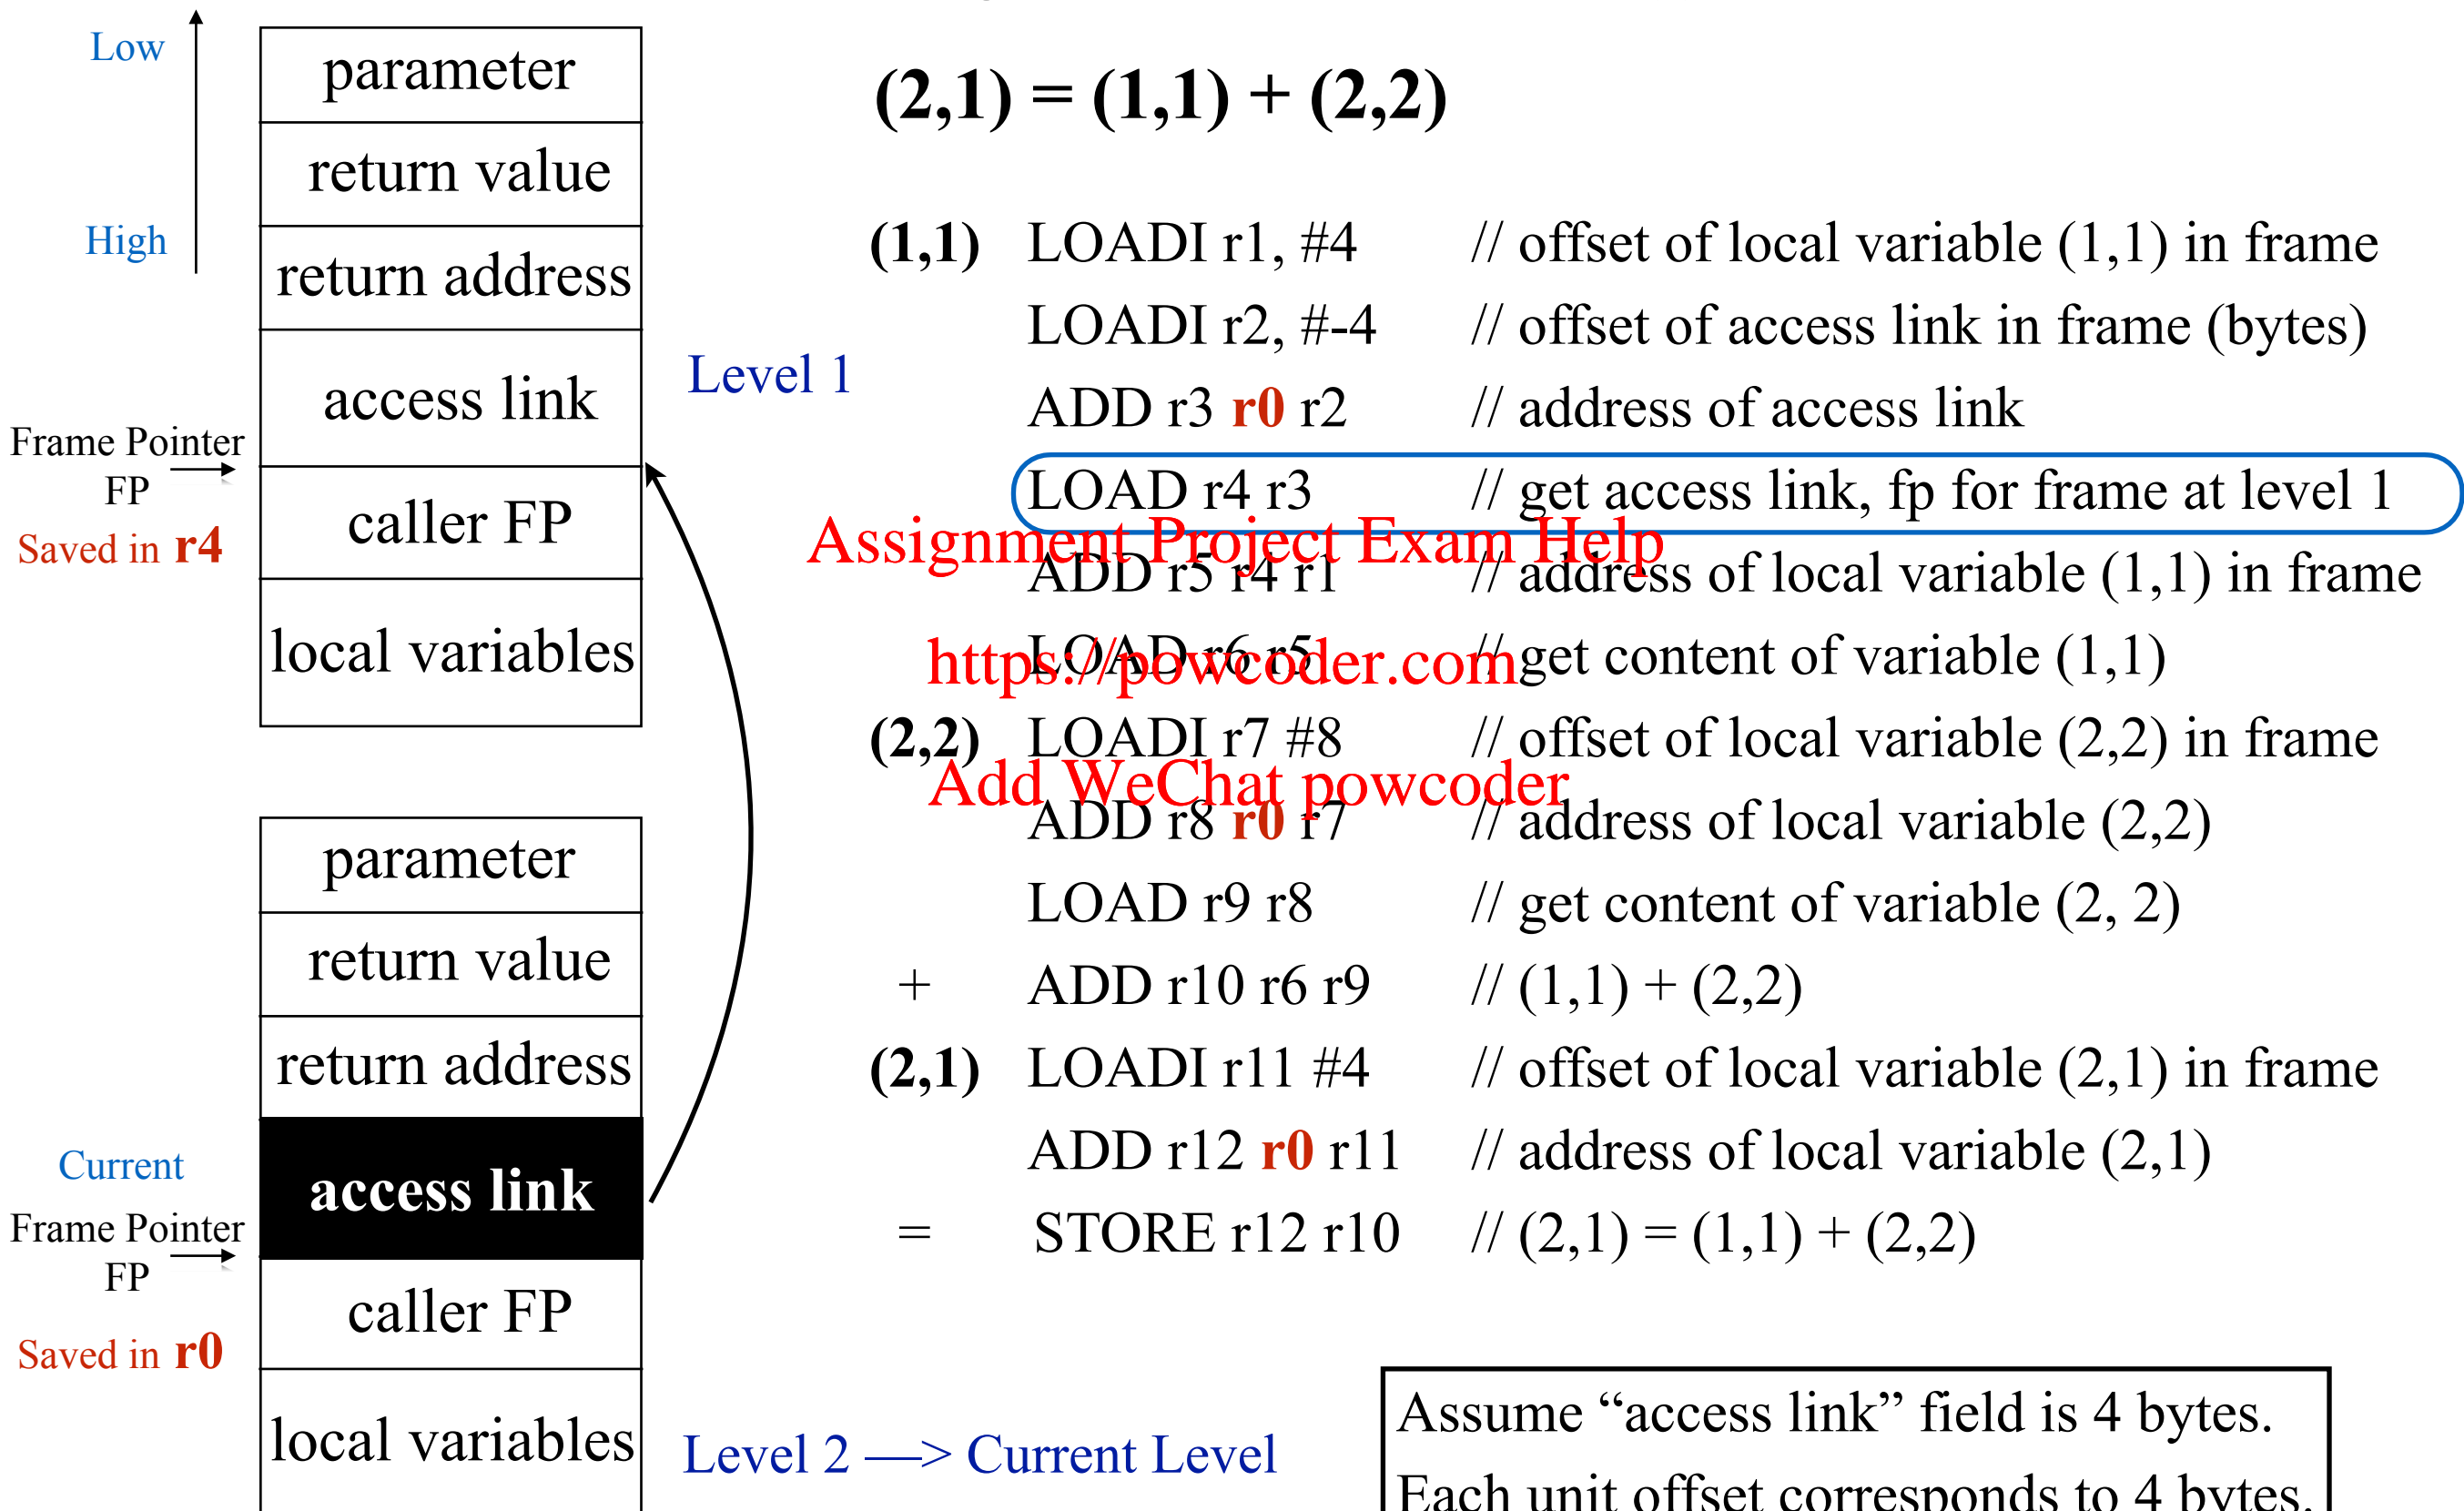 Low
High
parameter
return value
return address
access link
caller FP
local variables
Frame Pointer
FP
Saved in r4
Level 1
parameter
return value
return address
access link
caller FP
local variables
Current
Frame Pointer
FP
Saved in r0
Level 2 —> Current Level
(2,1) = (1,1) + (2,2)
(1,1) LOADI r1, #4 // offset of local variable (1,1) in frame
LOADI r2, #-4 // offset of access link in frame (bytes)
ADD r3 r0 r2 // address of access link
LOAD r4 r3 // get access link, fp for frame at level 1
Assignment Project Exam Help
ADD r5 r4 r1 // address of local variable (1,1) in frame
https://powcoder.com
LOAD r6 r5 // get content of variable (1,1)
(2,2) LOADI r7 #8 // offset of local variable (2,2) in frame
Add WeChat powcoder
ADD r8 r0 r7 // address of local variable (2,2)
LOAD r9 r8 // get content of variable (2, 2)
+ ADD r10 r6 r9 // (1,1) + (2,2)
(2,1) LOADI r11 #4 // offset of local variable (2,1) in frame
ADD r12 r0 r11 // address of local variable (2,1)
= STORE r12 r10 // (2,1) = (1,1) + (2,2)
Assume “access link” field is 4 bytes.
Each unit offset corresponds to 4 bytes.